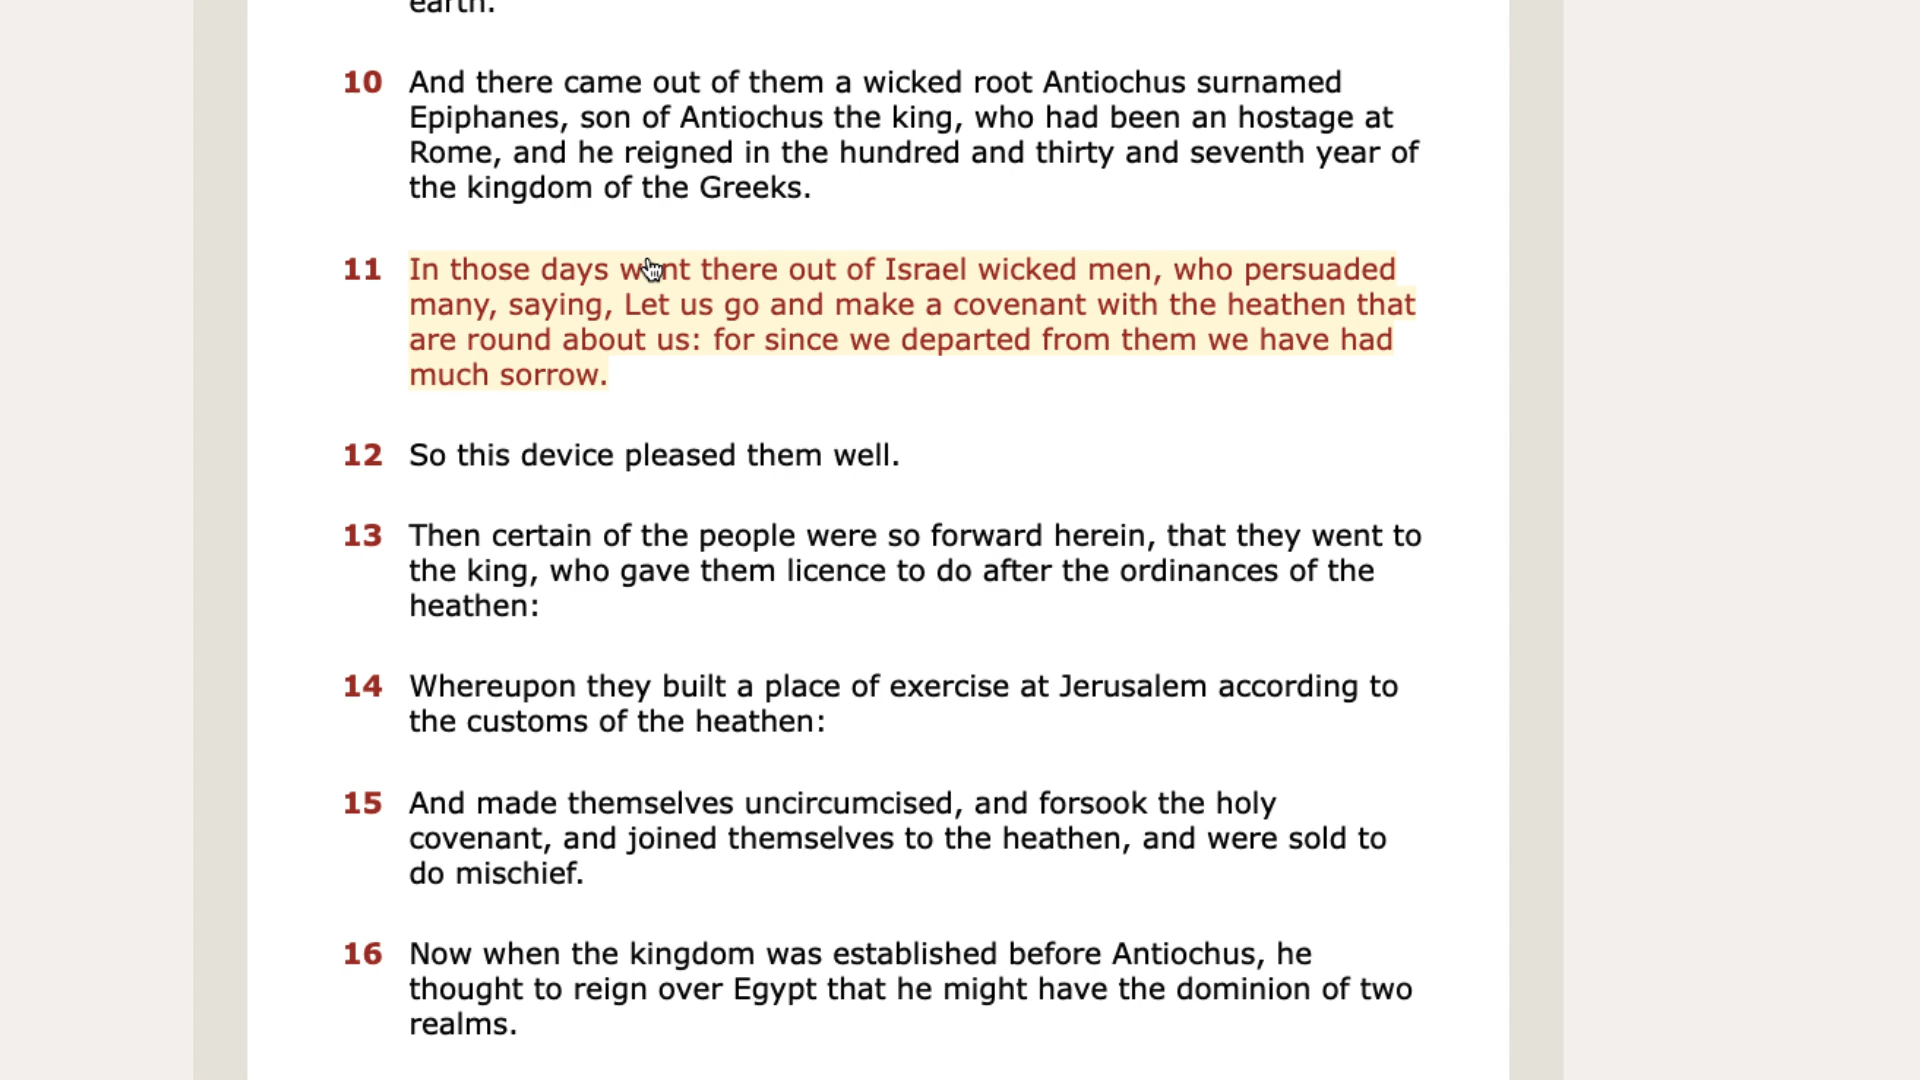 earth.
10 And there came out of them a wicked root Antiochus surnamed
Epiphanes, son of Antiochus the king, who had been an hostage at
Rome, and he reigned in the hundred and thirty and seventh year of
the kingdom of the Greeks.
11 In those days went there out of Israel wicked men, who persuaded
many, saying, Let us go and make a covenant with the heathen that
are round about us: for since we departed from them we have had
much sorrow.
12 So this device pleased them well.
13 Then certain of the people were so forward herein, that they went to
the king, who gave them licence to do after the ordinances of the
heathen:
14 Whereupon they built a place of exercise at Jerusalem according to
the customs of the heathen:
15 And made themselves uncircumcised, and forsook the holy
covenant, and joined themselves to the heathen, and were sold to
do mischief.
16 Now when the kingdom was established before Antiochus, he
thought to reign over Egypt that he might have the dominion of two
realms.